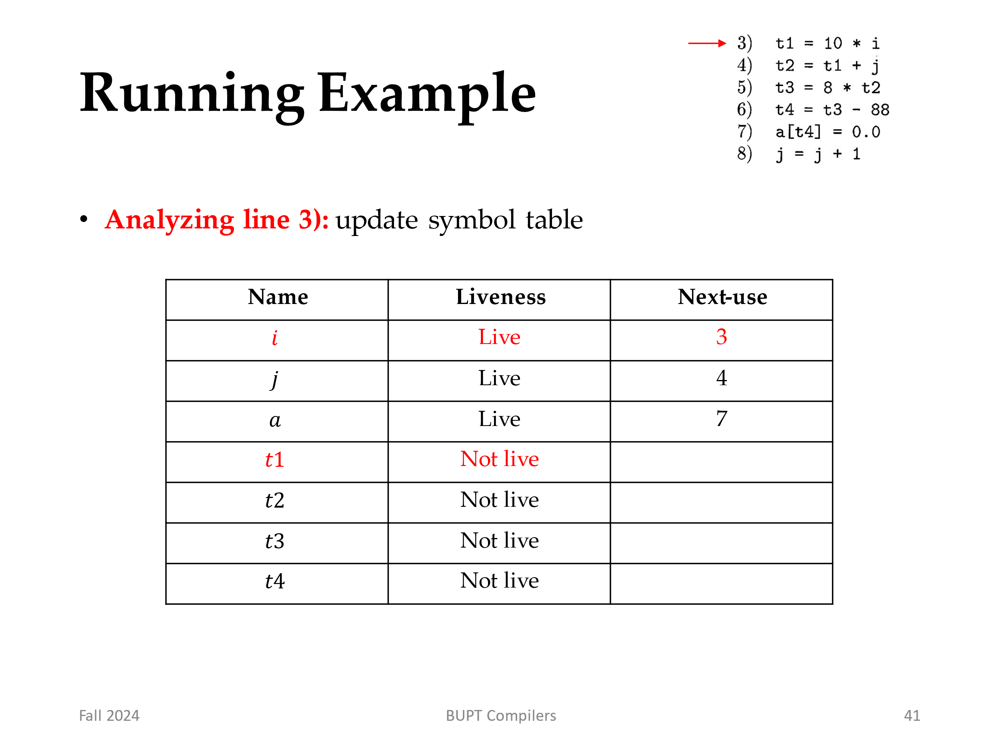 3) t1 = 10 * i
4) t2 = t1 + j
5) t3 = 8 * t2
6) t4 = t3 - 88
7) a[t4] = 0.0
8) j = j + 1
Running Example
• Analyzing line 3): update symbol table
Name Liveness Next-use
i Live 3
j Live 4
a Live 7
t1 Not live
t2 Not live
t3 Not live
t4 Not live
Fall 2024 BUPT Compilers 41